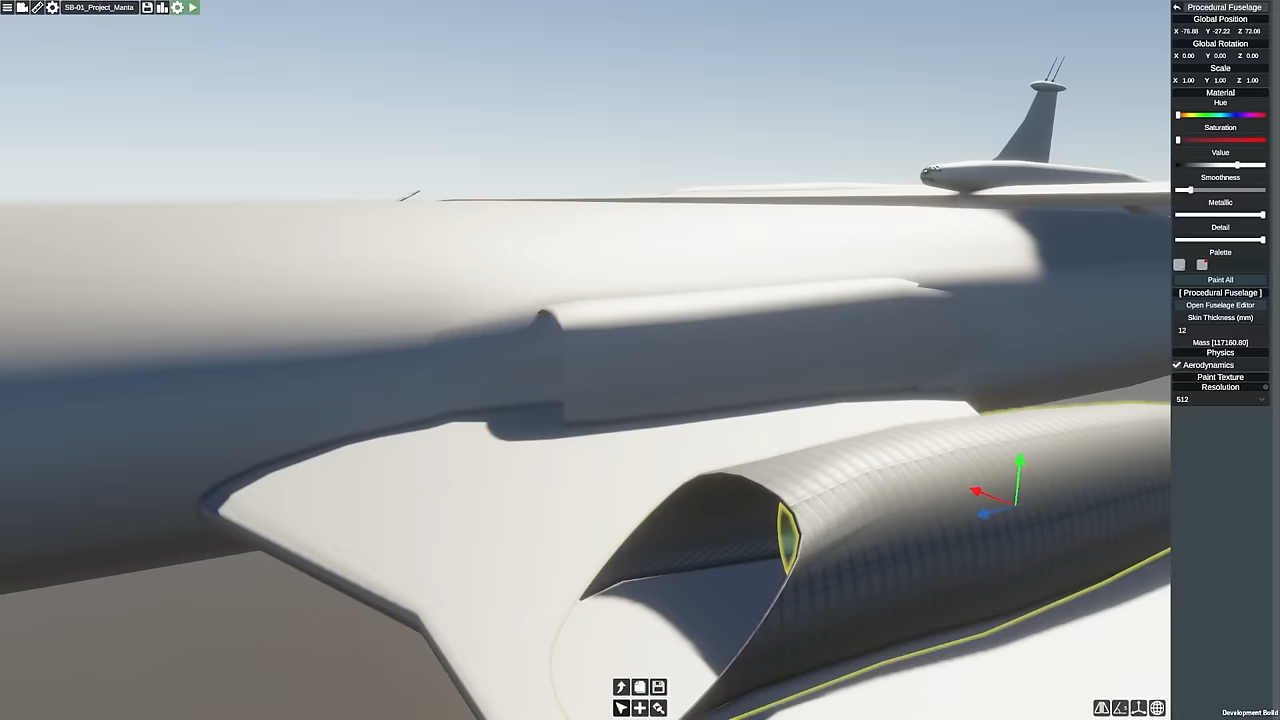 SB-01_Project_Manta
Procedural Fuselage
Global Position
X -76.88 Y -27.22 Z 72.08
Global Rotation
X 0.00 Y 0.00 Z 0.00
Scale
X 1.00 Y 1.00 Z 1.00
Material
Hue
Saturation
Value
Smoothness
Metallic
Detail
Palette
Paint All
[ Procedural Fuselage ]
Open Fuselage Editor
Skin Thickness (mm)
12
Mass [117160.80]
Physics
Aerodynamics
Paint Texture
Resolution
512
Development Build